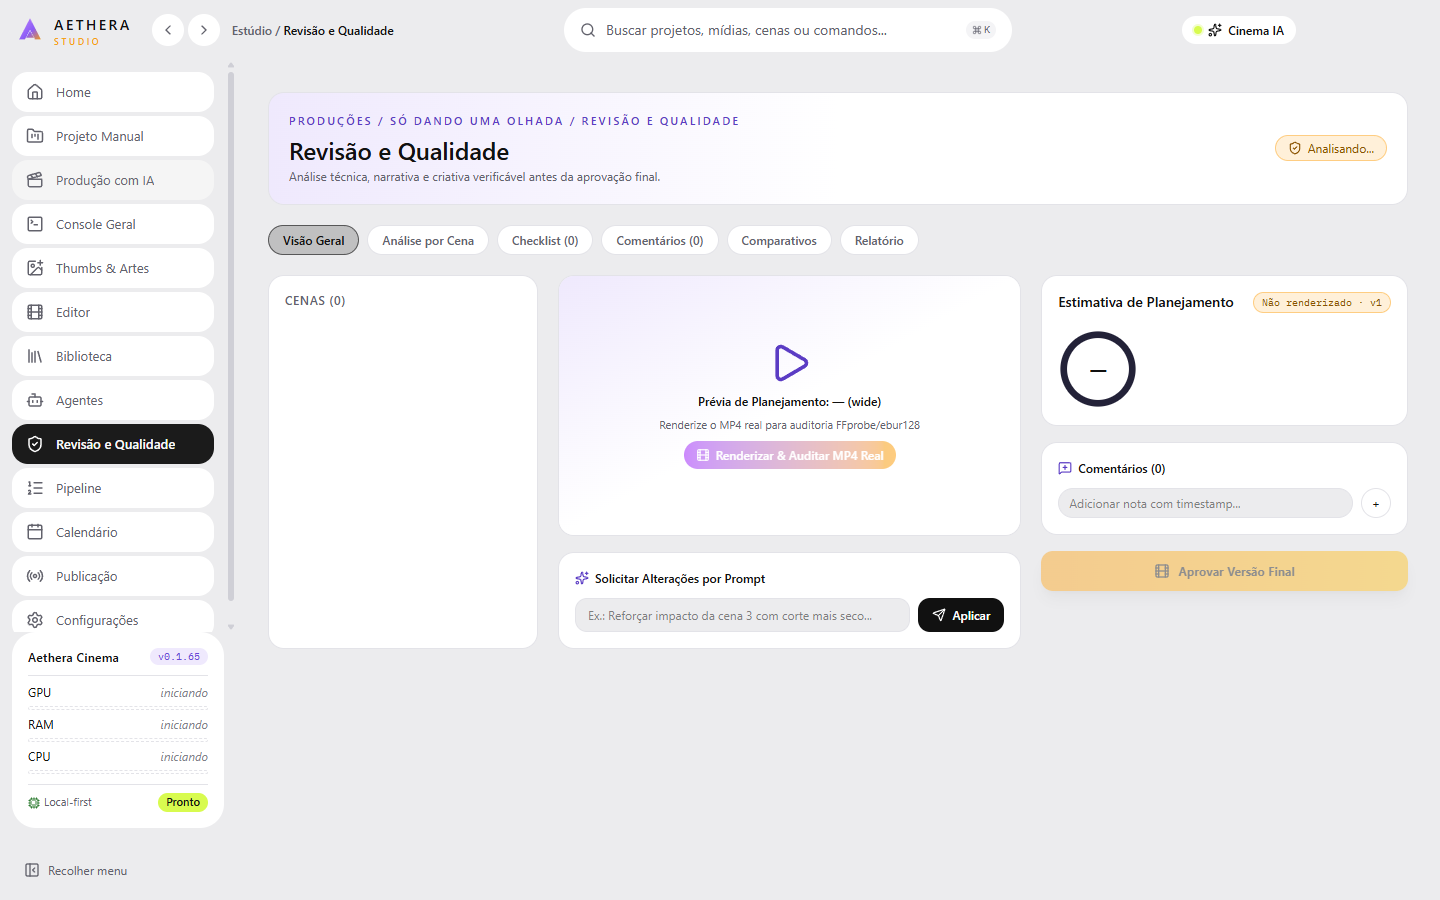 AETHERA
STUDIO
Estúdio / Revisão e Qualidade
Buscar projetos, mídias, cenas ou comandos...
⌘ K
Cinema IA
Home
Projeto Manual
Produção com IA
Console Geral
Thumbs & Artes
Editor
Biblioteca
Agentes
Revisão e Qualidade
Pipeline
Calendário
Publicação
Configurações
Aethera Cinema
v0.1.65
GPU
iniciando
RAM
iniciando
CPU
iniciando
Local-first
Pronto
Recolher menu
PRODUÇÕES / SÓ DANDO UMA OLHADA / REVISÃO E QUALIDADE
Revisão e Qualidade
Análise técnica, narrativa e criativa verificável antes da aprovação final.
Analisando...
Visão Geral
Análise por Cena
Checklist (0)
Comentários (0)
Comparativos
Relatório
CENAS (0)
Prévia de Planejamento: — (wide)
Renderize o MP4 real para auditoria FFprobe/ebur128
Renderizar & Auditar MP4 Real
Solicitar Alterações por Prompt
Ex.: Reforçar impacto da cena 3 com corte mais seco...
Aplicar
Estimativa de Planejamento
Não renderizado · v1
—
Comentários (0)
Adicionar nota com timestamp...
+
Aprovar Versão Final